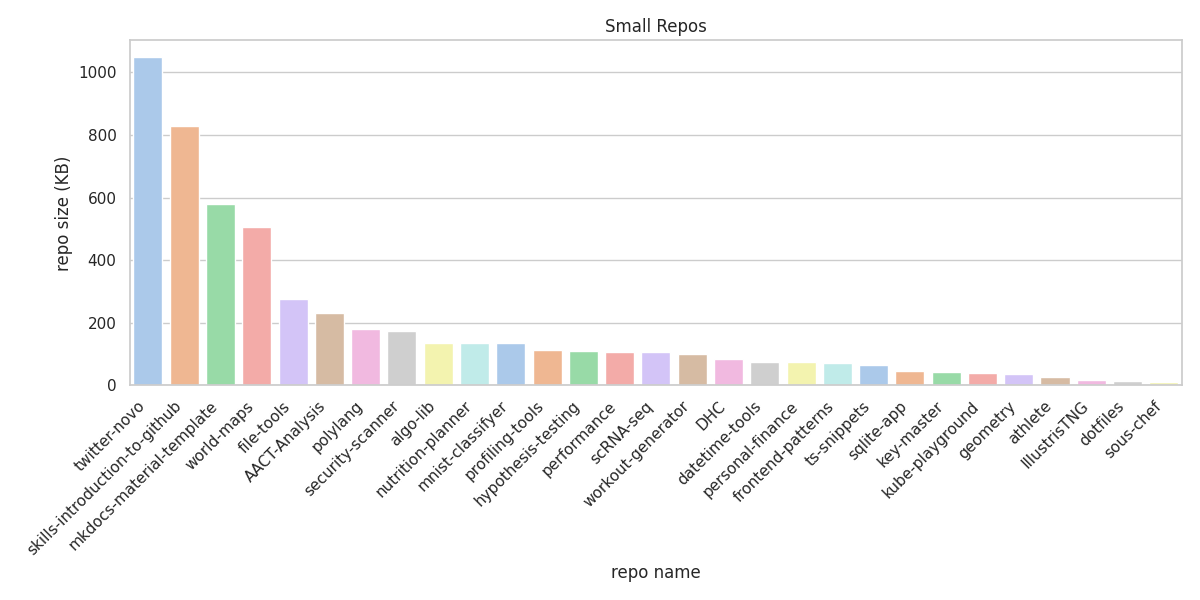 Small Repos
repo size (KB)
1000
800
600
400
200
0
twitter-novo
skills-introduction-to-github
mkdocs-material-template
world-maps
file-tools
AACT-Analysis
polylang
security-scanner
algo-lib
nutrition-planner
mnist-classifyer
profiling-tools
hypothesis-testing
performance
scRNA-seq
workout-generator
DHC
datetime-tools
personal-finance
frontend-patterns
ts-snippets
sqlite-app
key-master
kube-playground
geometry
athlete
IllustrisTNG
dotfiles
sous-chef
repo name